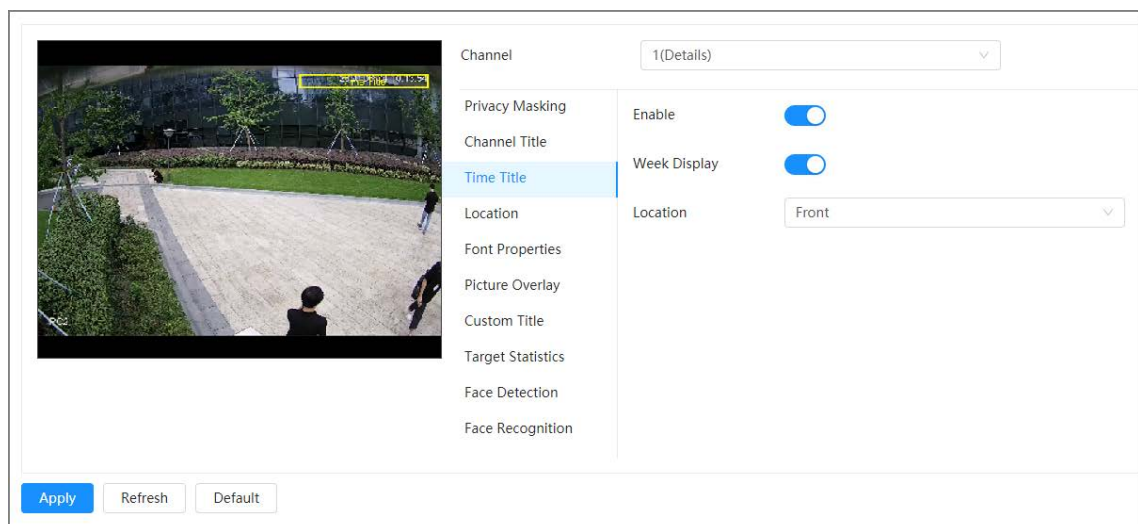 Channel
1(Details)
Privacy Masking
Enable
Channel Title
Week Display
Time Title
Location
Front
Location
Font Properties
Picture Overlay
Custom Title
Target Statistics
Face Detection
Face Recognition
Apply
Refresh
Default